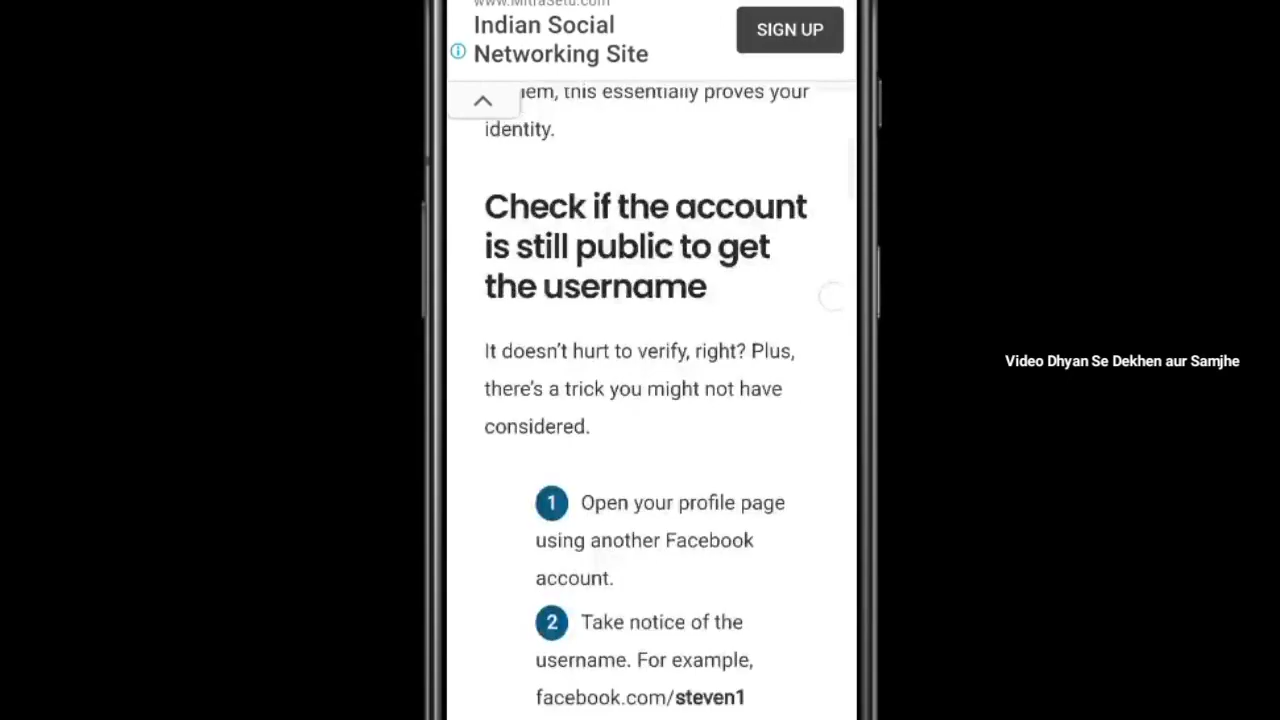 www.MitraSetu.com
Indian Social
Networking Site
SIGN UP
this essentially proves your
identity.
Check if the account
is still public to get
the username
It doesn't hurt to verify, right? Plus,
there's a trick you might not have
considered.
1 Open your profile page
using another Facebook
account.
2 Take notice of the
username. For example,
facebook.com/steven1
Video Dhyan Se Dekhen aur Samjhe